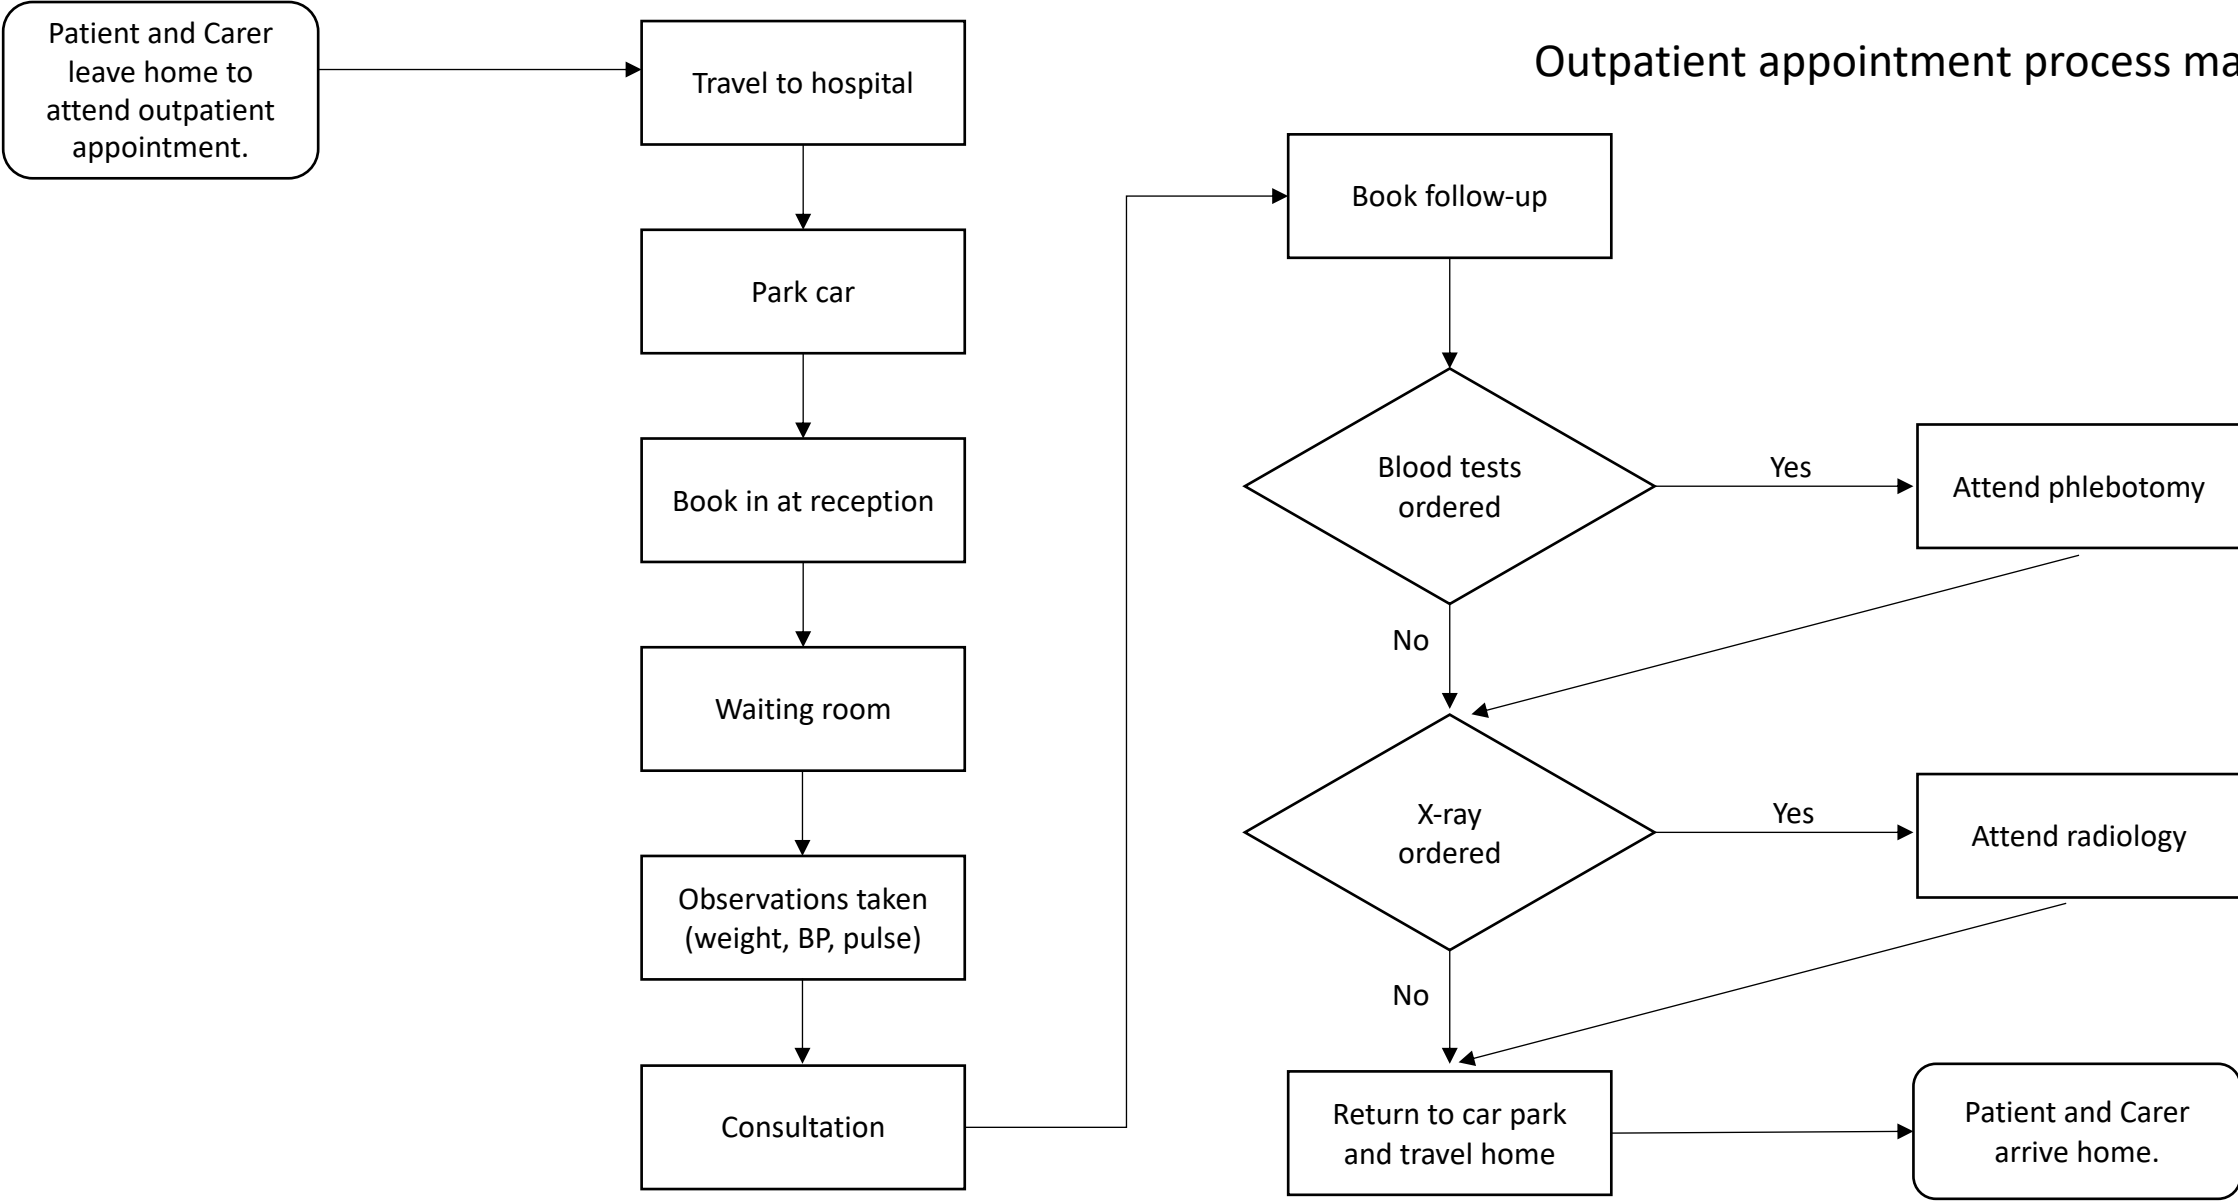 Outpatient appointment process ma
Patient and Carer
leave home to
attend outpatient
appointment.
Travel to hospital
Park car
Book in at reception
Waiting room
Observations taken
(weight, BP, pulse)
Consultation
Book follow-up
Blood tests
ordered
Yes
Attend phlebotomy
No
X-ray
ordered
Yes
Attend radiology
No
Return to car park
and travel home
Patient and Carer
arrive home.